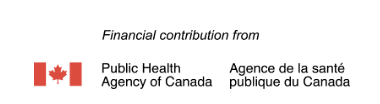 Financial contribution from
Public Health
Agency of Canada
Agence de la santé
publique du Canada